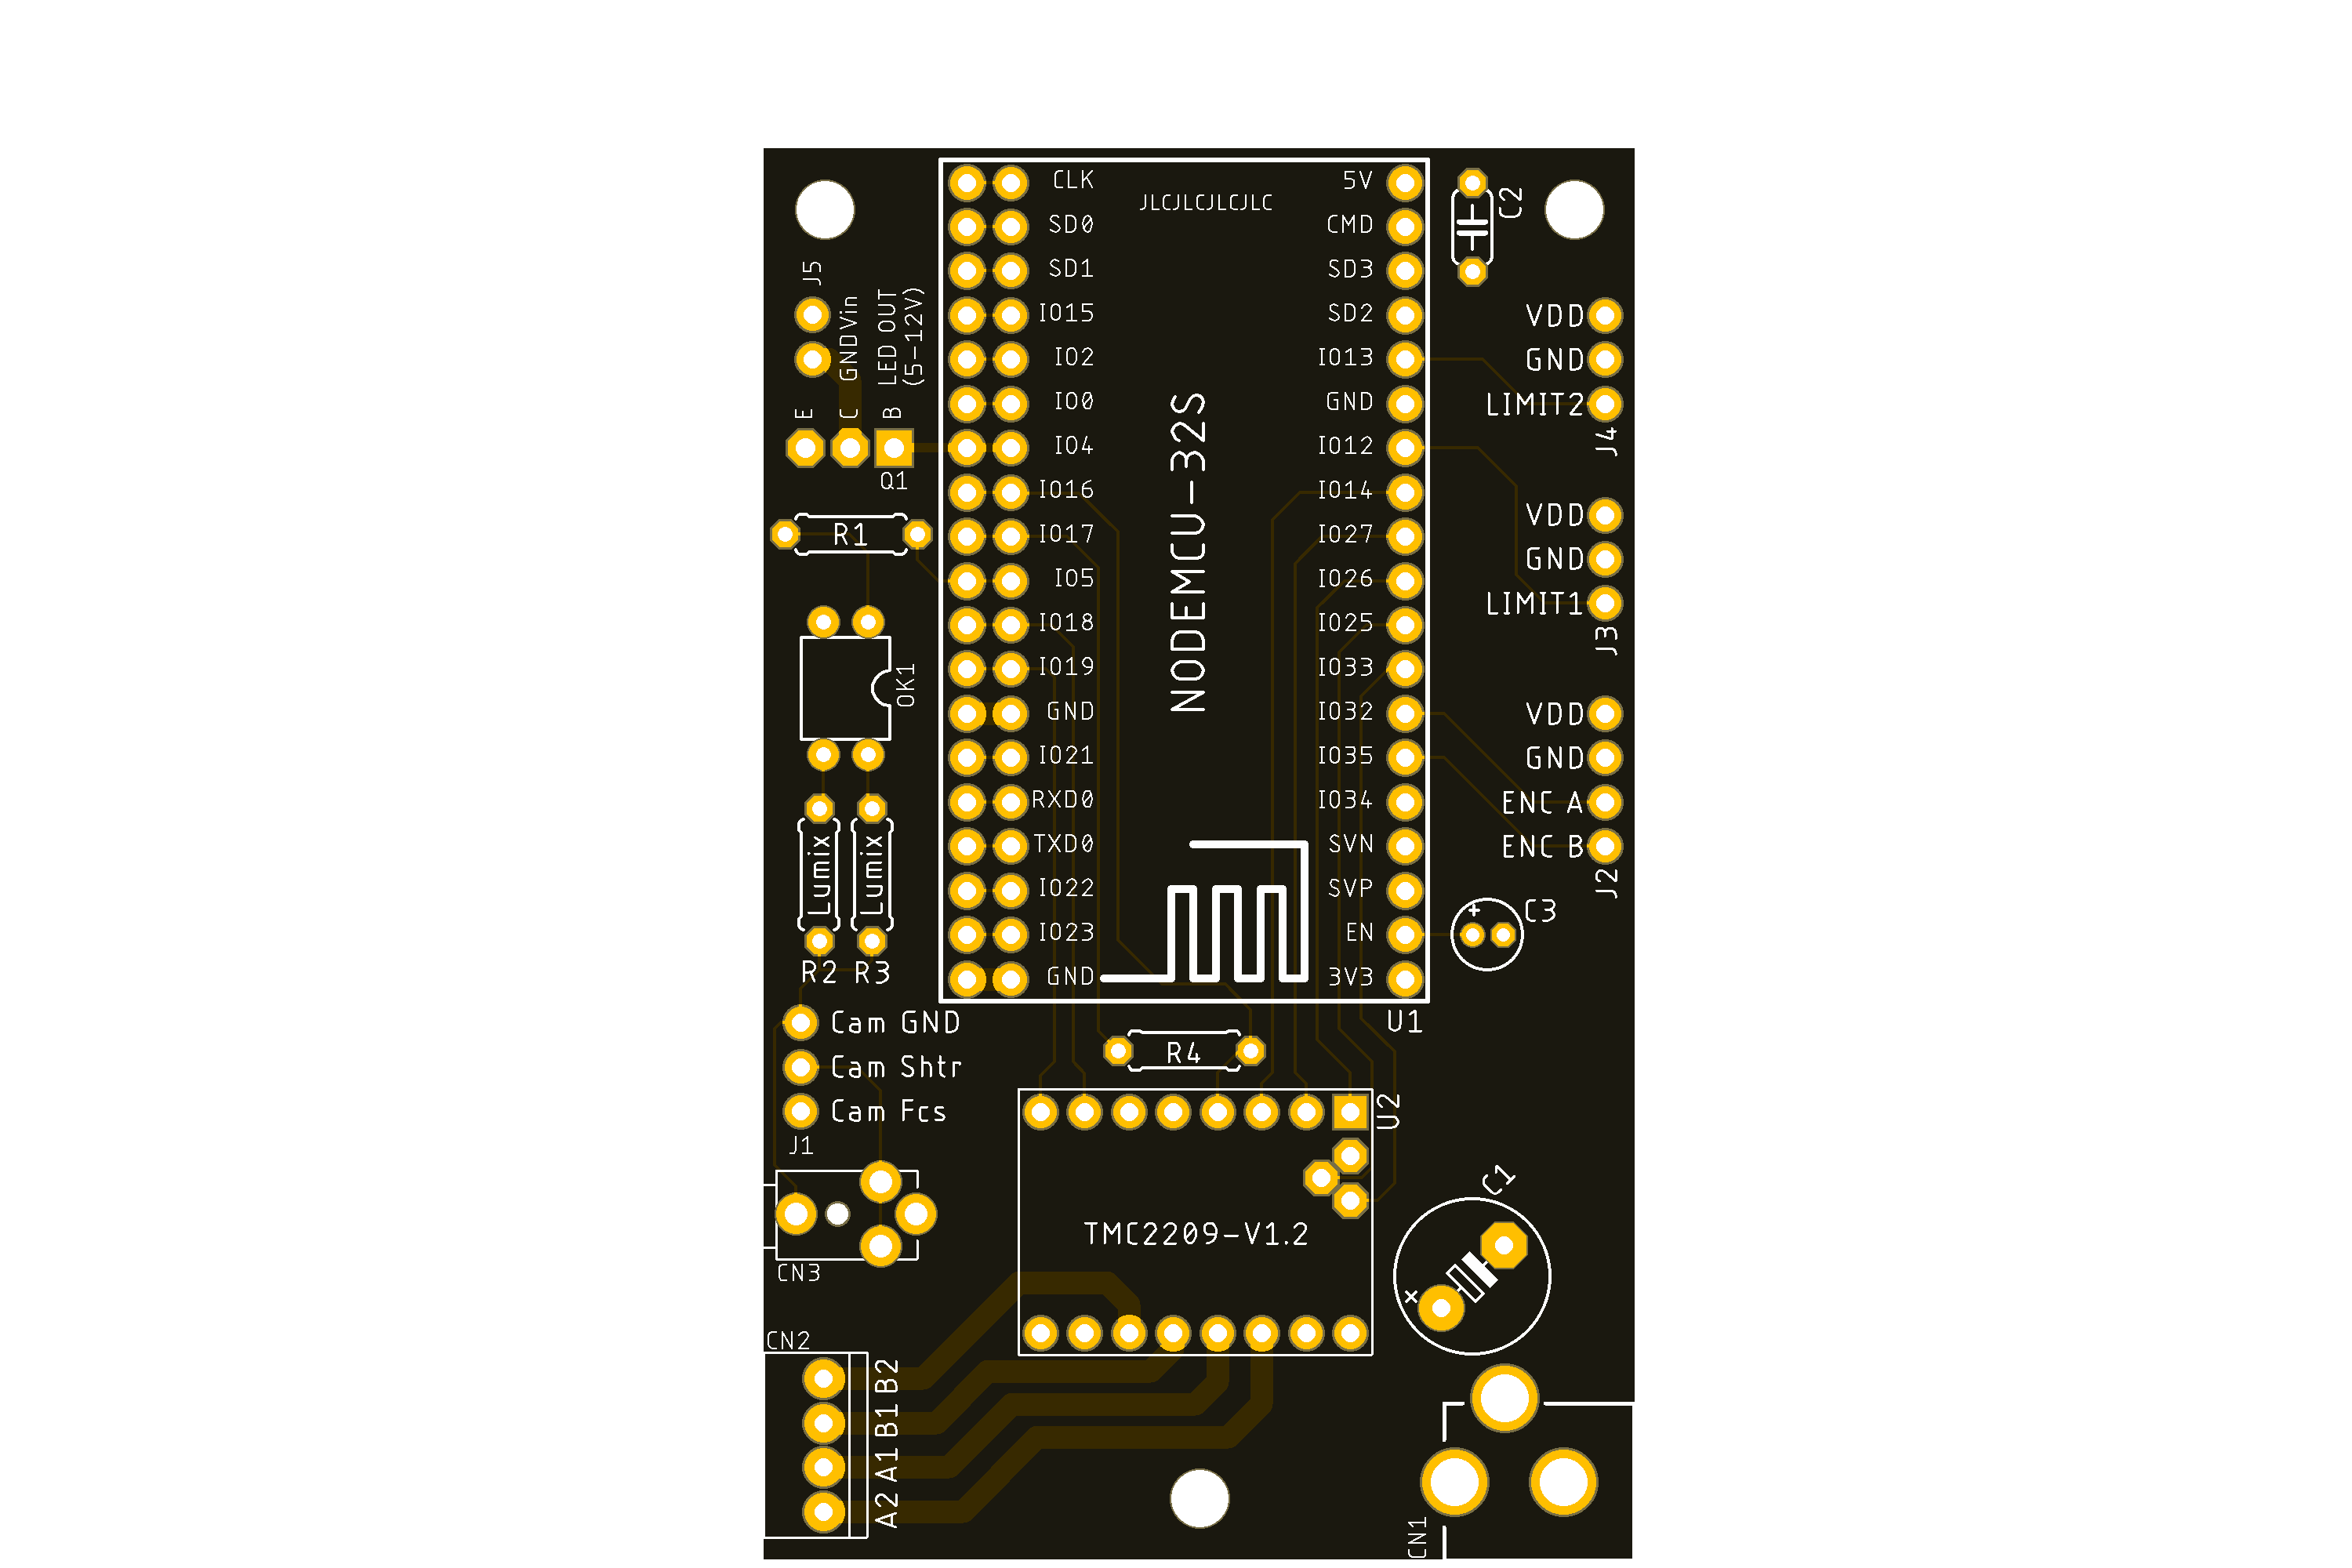 CLK
SD0
SD1
IO15
IO2
IO0
IO4
IO16
IO17
IO5
IO18
IO19
GND
IO21
RXD0
TXD0
IO22
IO23
GND
JLCJLCJLCJLC
NODEMCU-32S
5V
CMD
SD3
SD2
IO13
GND
IO12
IO14
IO27
IO26
IO25
IO33
IO32
IO35
IO34
SVN
SVP
EN
3V3
U1
C2
J5
GNDVin
LED OUT
(5-12V)
E
C
B
Q1
R1
OK1
Lumix
Lumix
R2
R3
Cam GND
Cam Shtr
Cam Fcs
J1
CN3
CN2
B2
B1
A1
A2
VDD
GND
LIMIT2
J4
VDD
GND
LIMIT1
J3
VDD
GND
ENC A
ENC B
J2
+
C3
R4
U2
TMC2209-V1.2
C1
+
CN1